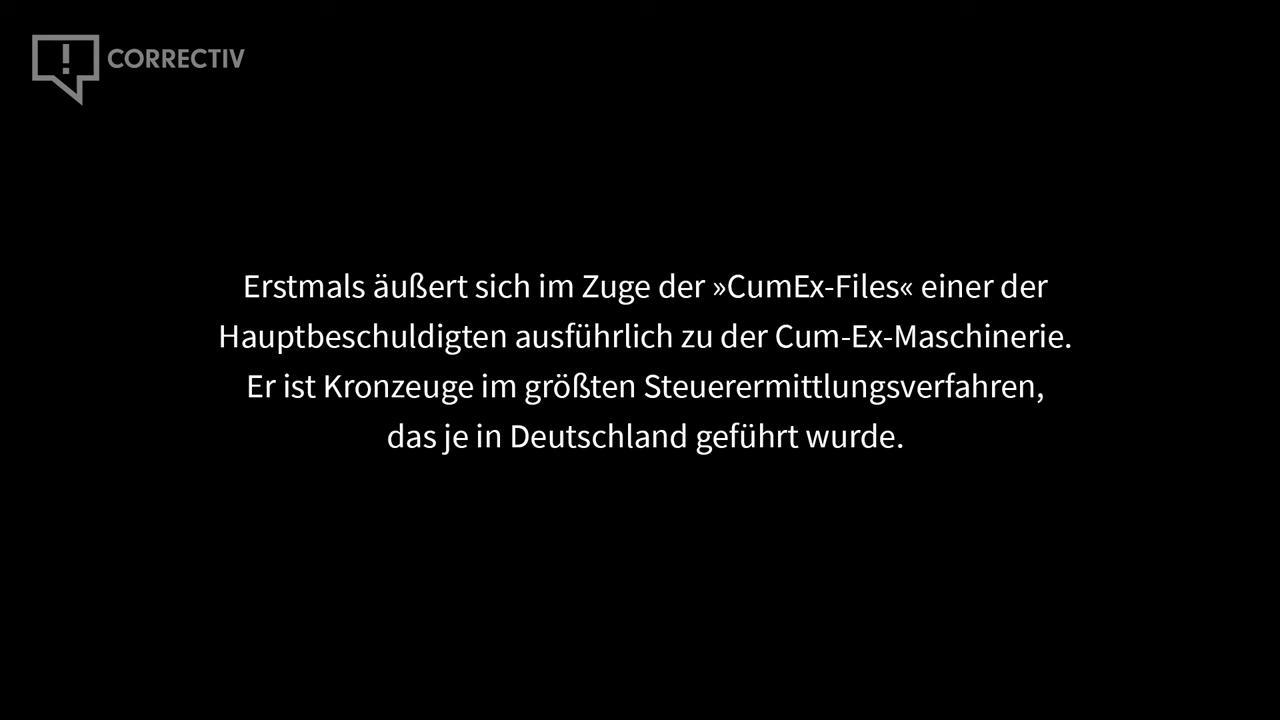 CORRECTIV
Erstmals äußert sich im Zuge der »CumEx-Files« einer der
Hauptbeschuldigten ausführlich zu der Cum-Ex-Maschinerie.
Er ist Kronzeuge im größten Steuerermittlungsverfahren,
das je in Deutschland geführt wurde.